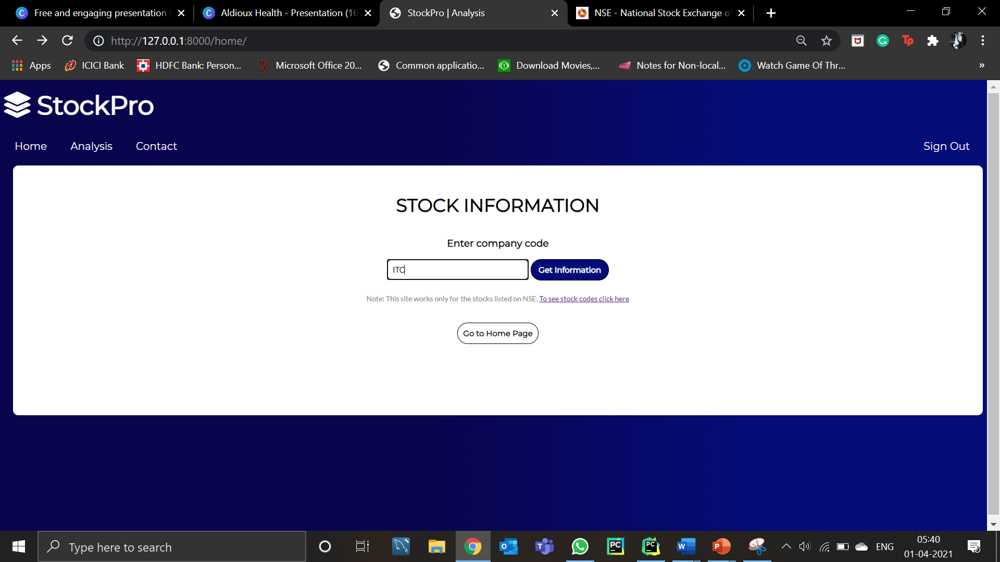 Free and engaging presentation
Aldioux Health - Presentation (16
StockPro | Analysis
NSE - National Stock Exchange o
http://127.0.0.1:8000/home/
Apps
ICICI Bank
HDFC Bank: Person...
Microsoft Office 20...
Common applicatio...
Download Movies,...
Notes for Non-local...
Watch Game Of Thr...
»
StockPro
Home
Analysis
Contact
Sign Out
STOCK INFORMATION
Enter company code
ITC
Get Information
Note: This site works only for the stocks listed on NSE. To see stock codes click here
Go to Home Page
Type here to search
ENG
05:40
01-04-2021